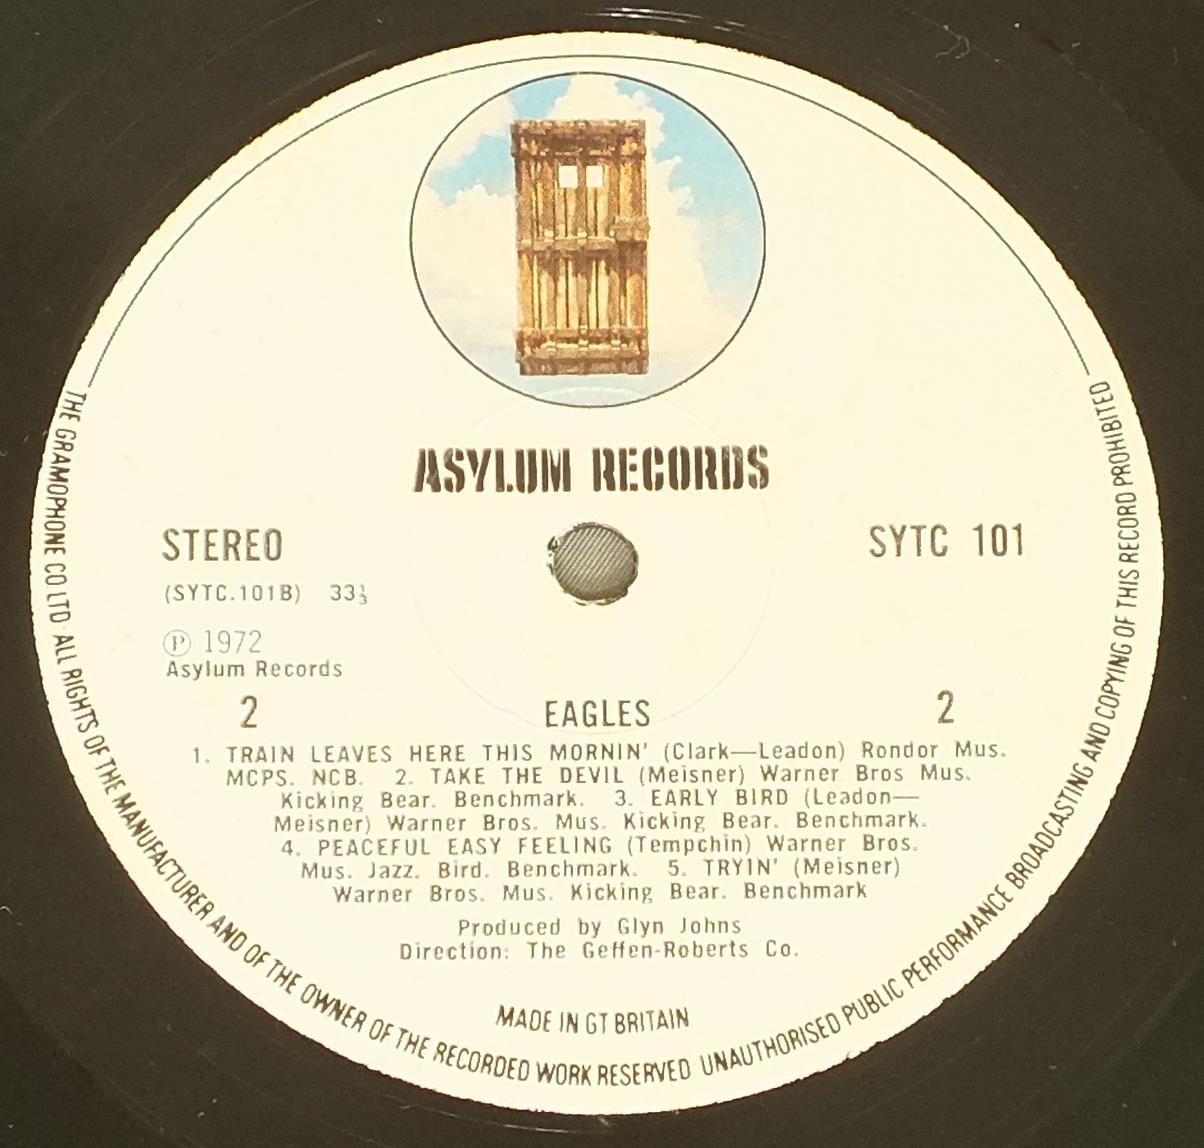 ASYLUM RECORDS
STEREO
SYTC 101
(SYTC.101B) 33⅓
Ⓟ 1972
Asylum Records
2 EAGLES 2
1. TRAIN LEAVES HERE THIS MORNIN' (Clark—Leadon) Rondor Mus.
MCPS. NCB. 2. TAKE THE DEVIL (Meisner) Warner Bros Mus.
Kicking Bear. Benchmark. 3. EARLY BIRD (Leadon—
Meisner) Warner Bros. Mus. Kicking Bear. Benchmark.
4. PEACEFUL EASY FEELING (Tempchin) Warner Bros.
Mus. Jazz. Bird. Benchmark. 5. TRYIN' (Meisner)
Warner Bros. Mus. Kicking Bear. Benchmark
Produced by Glyn Johns
Direction: The Geffen-Roberts Co.
MADE IN GT BRITAIN
THE GRAMOPHONE CO LTD· ALL RIGHTS OF THE MANUFACTURER AND OF THE OWNER OF THE RECORDED WORK RESERVED UNAUTHORISED PUBLIC PERFORMANCE BROADCASTING AND COPYING OF THIS RECORD PROHIBITED